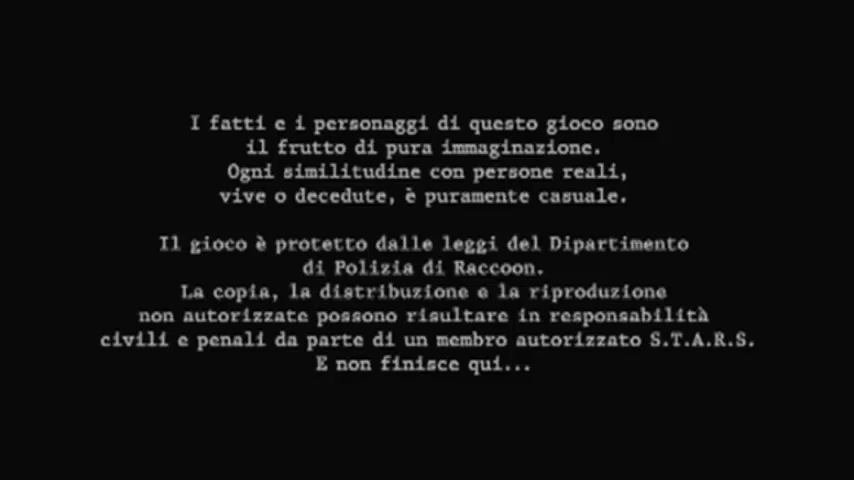 I fatti e i personaggi di questo gioco sono
il frutto di pura immaginazione.
Ogni similitudine con persone reali,
vive o decedute, è puramente casuale.
Il gioco è protetto dalle leggi del Dipartimento
di Polizia di Raccoon.
La copia, la distribuzione e la riproduzione
non autorizzate possono risultare in responsabilità
civili e penali da parte di un membro autorizzato S.T.A.R.S.
E non finisce qui...